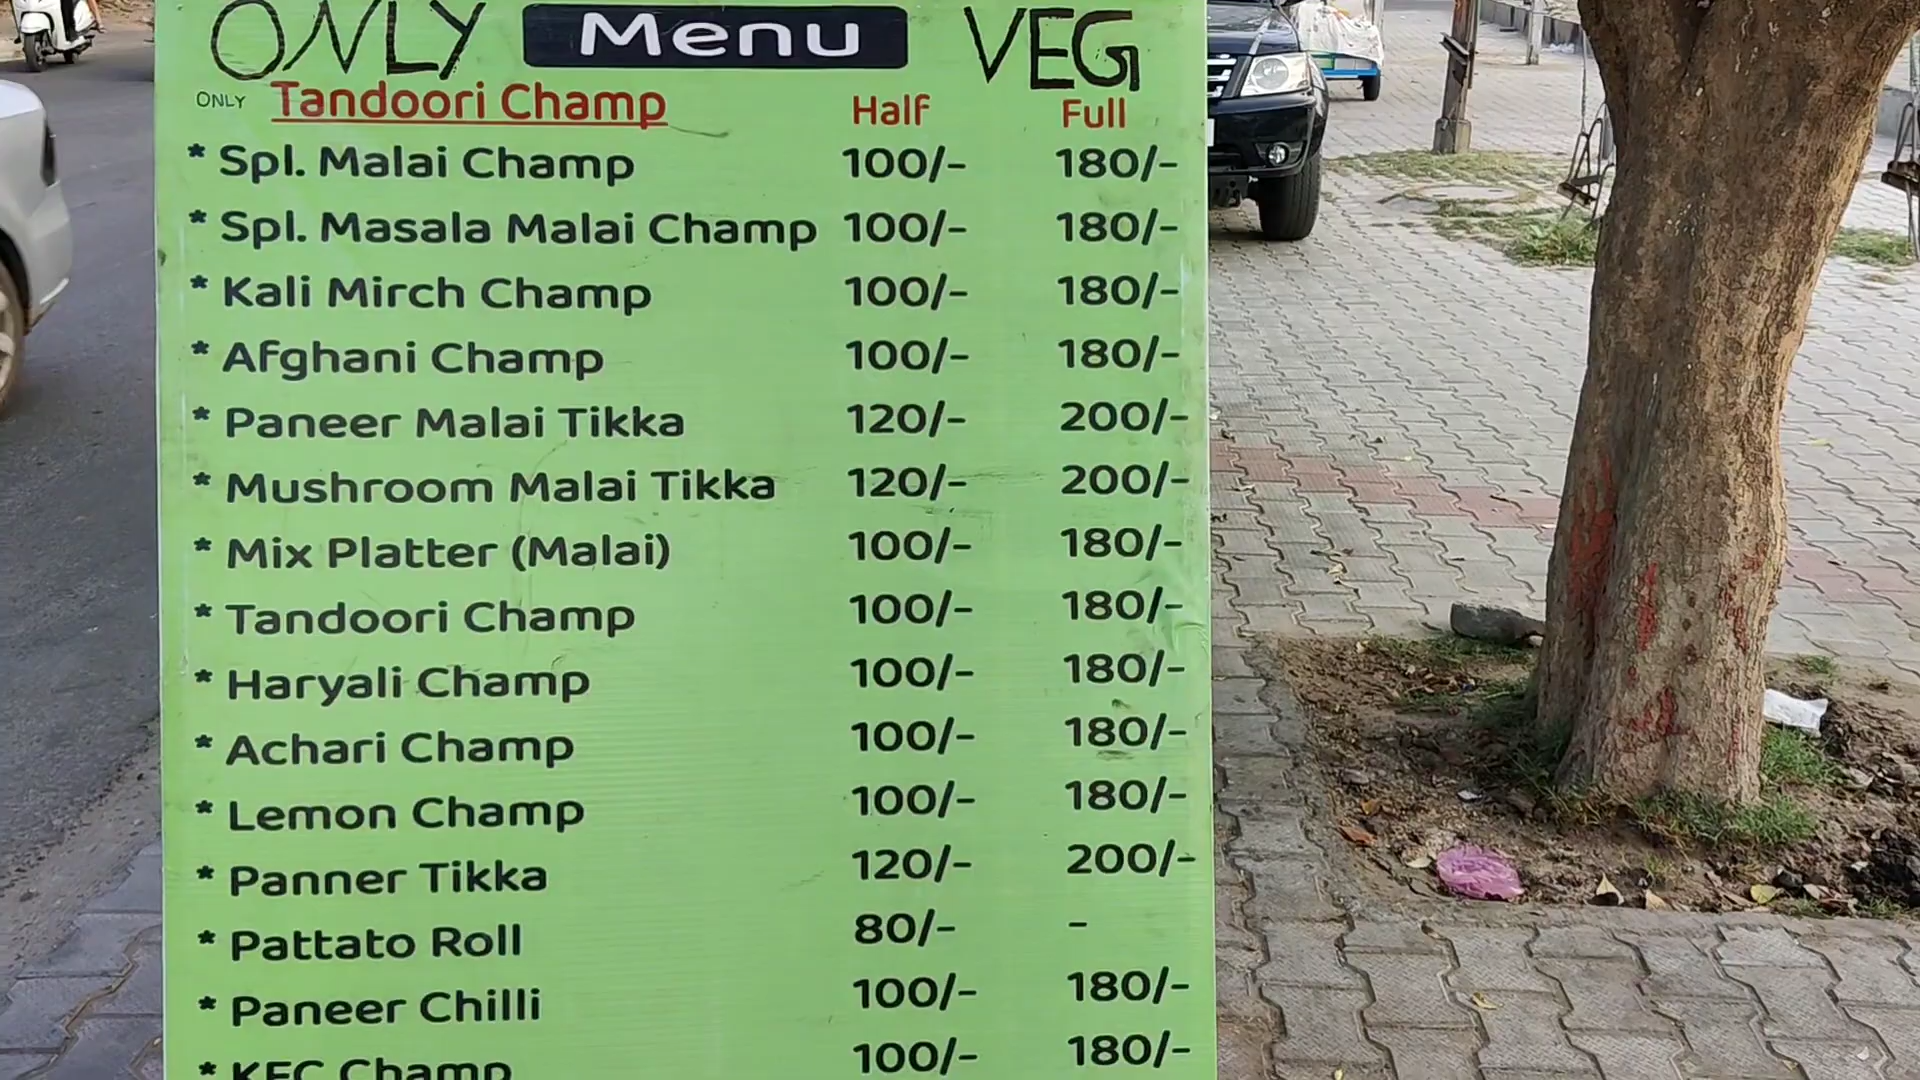 ONLY Menu VEG
ONLY Tandoori Champ Half Full
* Spl. Malai Champ 100/- 180/-
* Spl. Masala Malai Champ 100/- 180/-
* Kali Mirch Champ 100/- 180/-
* Afghani Champ 100/- 180/-
* Paneer Malai Tikka 120/- 200/-
* Mushroom Malai Tikka 120/- 200/-
* Mix Platter (Malai) 100/- 180/-
* Tandoori Champ 100/- 180/-
* Haryali Champ 100/- 180/-
* Achari Champ 100/- 180/-
* Lemon Champ 100/- 180/-
* Panner Tikka 120/- 200/-
* Pattato Roll 80/- -
* Paneer Chilli 100/- 180/-
* KFC Champ 100/- 180/-